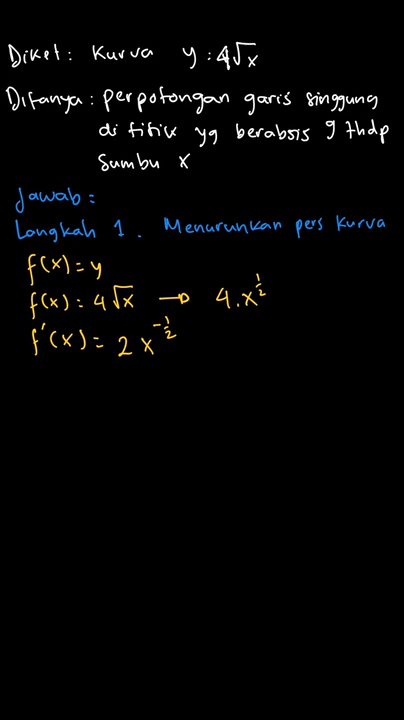 Diket : Kurva y : 4√x
Ditanya : perpotongan garis singgung
di titik yg berabsis 9 thdp
sumbu x
Jawab :
Langkah 1. Menurunkan pers kurva
f(x) = y
f(x) = 4√x → 4.x^½
f'(x) = 2x^-½